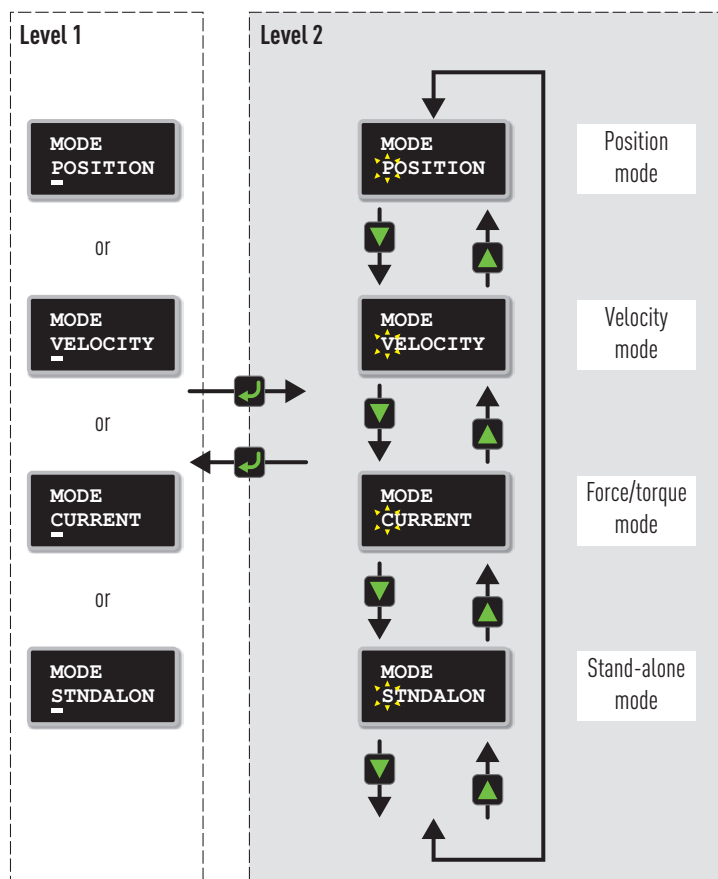 Level 1
Level 2
MODE
POSITION
MODE
POSITION
Position
mode
or
MODE
VELOCITY
MODE
VELOCITY
Velocity
mode
or
MODE
CURRENT
MODE
CURRENT
Force/torque
mode
or
MODE
STNDALON
MODE
STNDALON
Stand-alone
mode